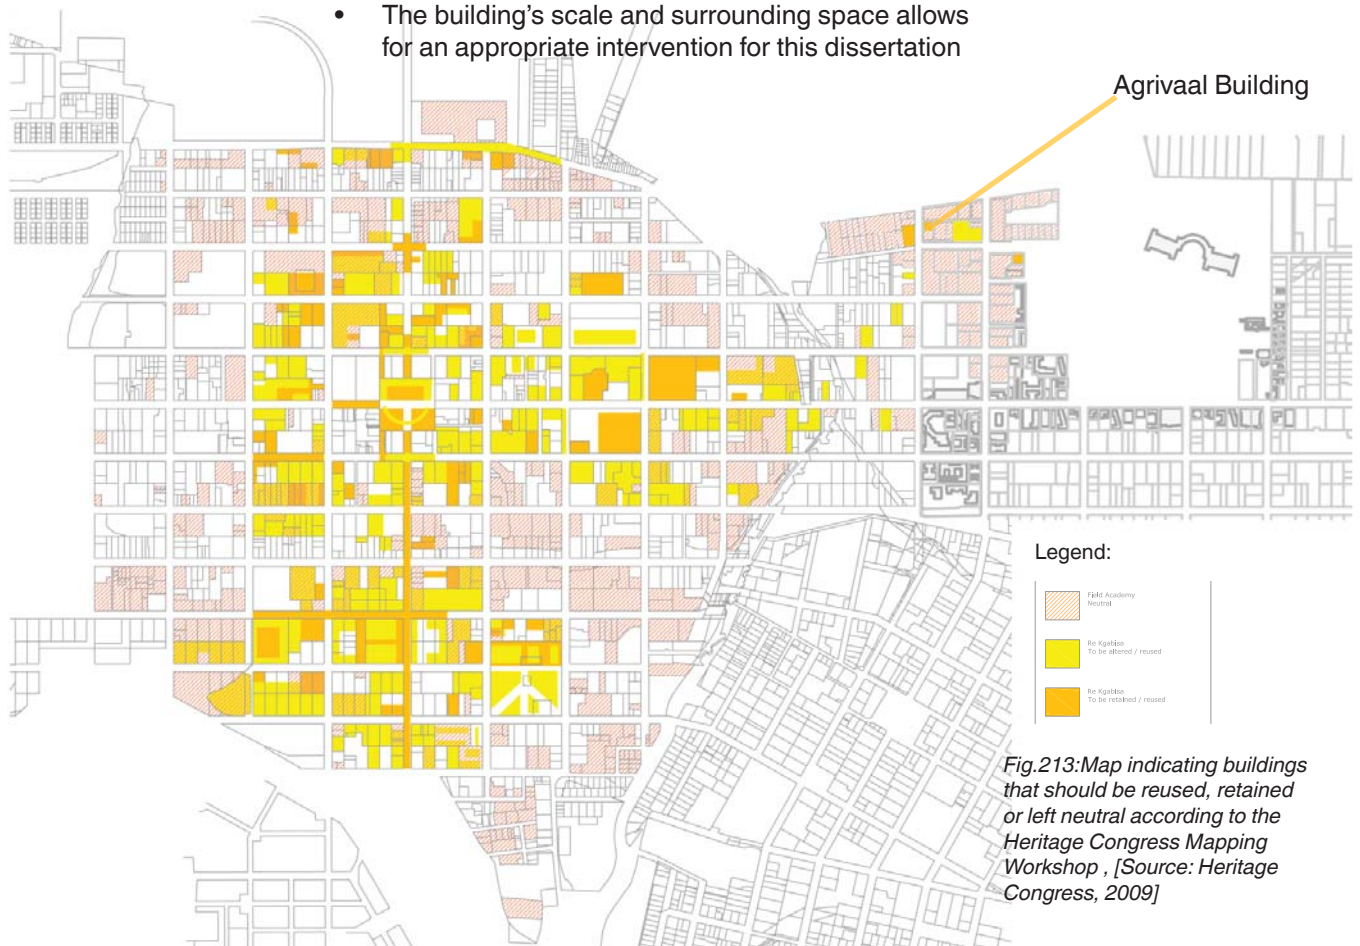 • The building’s scale and surrounding space allows
for an appropriate intervention for this dissertation
Agrivaal Building
Legend:
Field Academy
Neutral
Re Kgabisa
To be altered / reused
Re Kgabisa
To be retained / reused
Fig.213:Map indicating buildings
that should be reused, retained
or left neutral according to the
Heritage Congress Mapping
Workshop , [Source: Heritage
Congress, 2009]